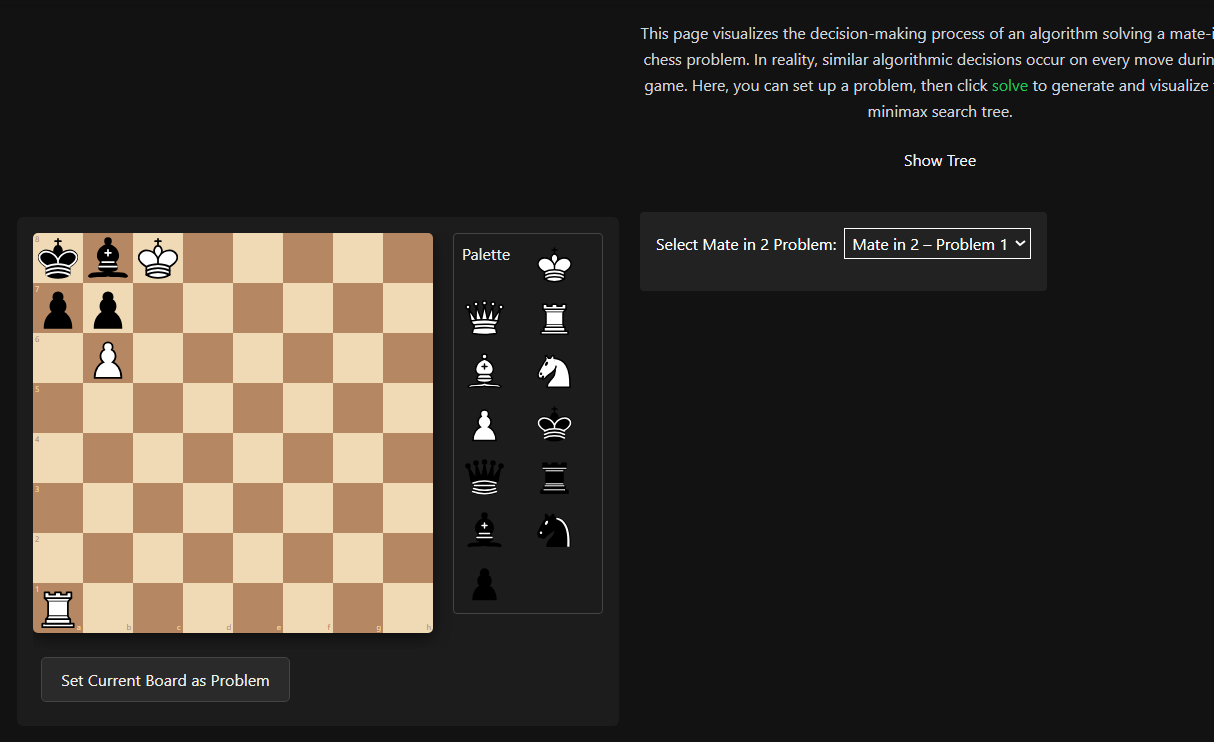 This page visualizes the decision-making process of an algorithm solving a mate-i
chess problem. In reality, similar algorithmic decisions occur on every move durin
game. Here, you can set up a problem, then click solve to generate and visualize
minimax search tree.
Show Tree
Select Mate in 2 Problem: Mate in 2 – Problem 1
Palette
8
7
6
5
4
3
2
1
a b c d e f g h
Set Current Board as Problem